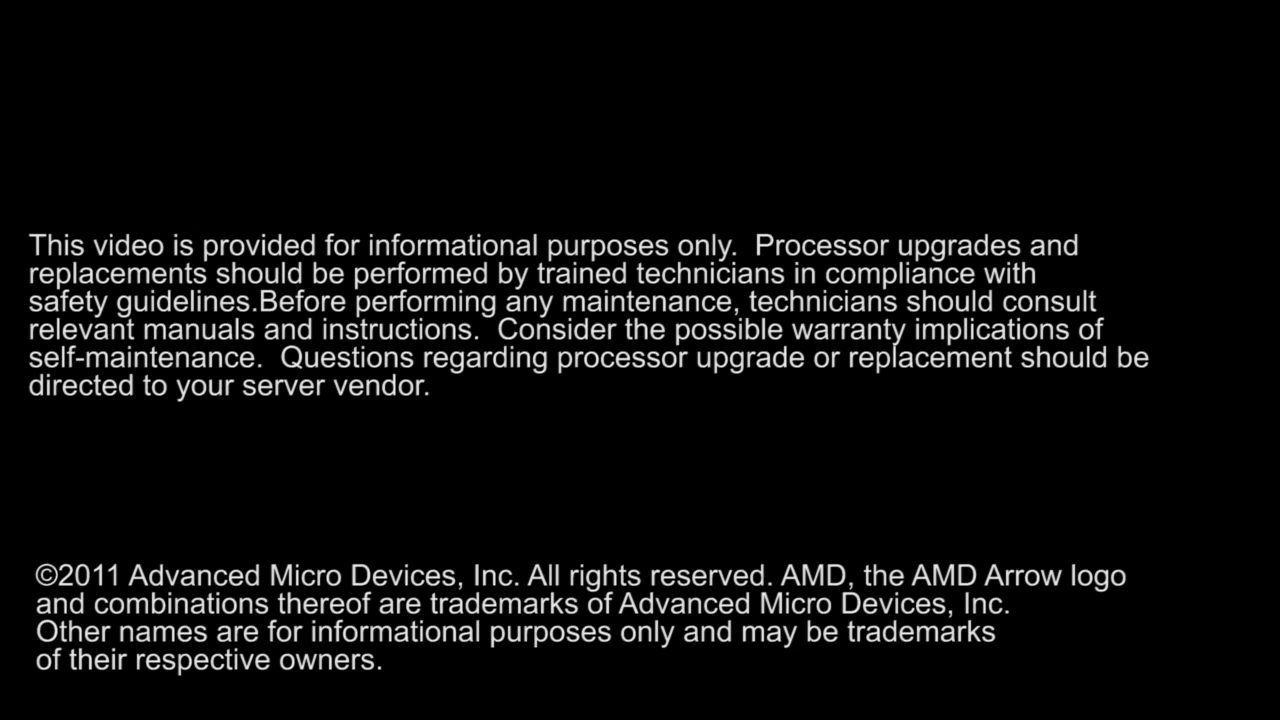 This video is provided for informational purposes only.  Processor upgrades and
replacements should be performed by trained technicians in compliance with
safety guidelines.Before performing any maintenance, technicians should consult
relevant manuals and instructions.  Consider the possible warranty implications of
self-maintenance.  Questions regarding processor upgrade or replacement should be
directed to your server vendor.
©2011 Advanced Micro Devices, Inc. All rights reserved. AMD, the AMD Arrow logo
and combinations thereof are trademarks of Advanced Micro Devices, Inc.
Other names are for informational purposes only and may be trademarks
of their respective owners.